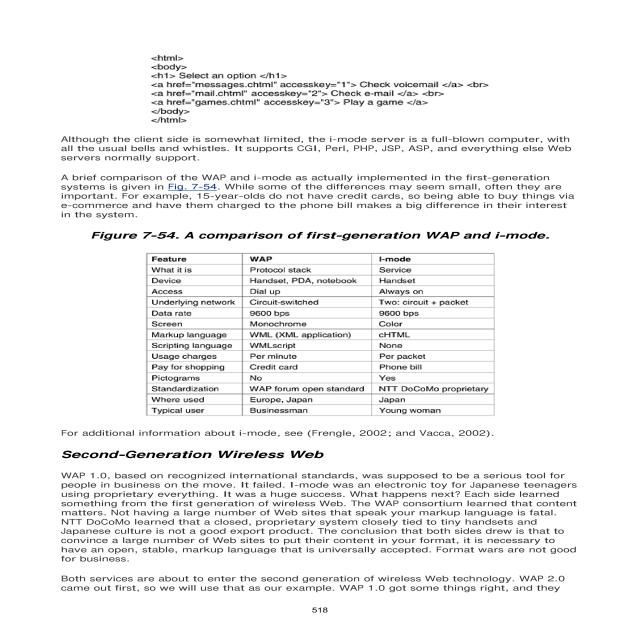 <html>
<body>
<h1> Select an option </h1>
<a href="messages.chtml" accesskey="1"> Check voicemail </a> <br>
<a href="mail.chtml" accesskey="2"> Check e-mail </a> <br>
<a href="games.chtml" accesskey="3"> Play a game </a>
</body>
</html>
Although the client side is somewhat limited, the i-mode server is a full-blown computer, with
all the usual bells and whistles. It supports CGI, Perl, PHP, JSP, ASP, and everything else Web
servers normally support.
A brief comparison of the WAP and i-mode as actually implemented in the first-generation
systems is given in Fig. 7-54. While some of the differences may seem small, often they are
important. For example, 15-year-olds do not have credit cards, so being able to buy things via
e-commerce and have them charged to the phone bill makes a big difference in their interest
in the system.
Figure 7-54. A comparison of first-generation WAP and i-mode.
Feature WAP I-mode
What it is Protocol stack Service
Device Handset, PDA, notebook Handset
Access Dial up Always on
Underlying network Circuit-switched Two: circuit + packet
Data rate 9600 bps 9600 bps
Screen Monochrome Color
Markup language WML (XML application) cHTML
Scripting language WMLscript None
Usage charges Per minute Per packet
Pay for shopping Credit card Phone bill
Pictograms No Yes
Standardization WAP forum open standard NTT DoCoMo proprietary
Where used Europe, Japan Japan
Typical user Businessman Young woman
For additional information about i-mode, see (Frengle, 2002; and Vacca, 2002).
Second-Generation Wireless Web
WAP 1.0, based on recognized international standards, was supposed to be a serious tool for
people in business on the move. It failed. I-mode was an electronic toy for Japanese teenagers
using proprietary everything. It was a huge success. What happens next? Each side learned
something from the first generation of wireless Web. The WAP consortium learned that content
matters. Not having a large number of Web sites that speak your markup language is fatal.
NTT DoCoMo learned that a closed, proprietary system closely tied to tiny handsets and
Japanese culture is not a good export product. The conclusion that both sides drew is that to
convince a large number of Web sites to put their content in your format, it is necessary to
have an open, stable, markup language that is universally accepted. Format wars are not good
for business.
Both services are about to enter the second generation of wireless Web technology. WAP 2.0
came out first, so we will use that as our example. WAP 1.0 got some things right, and they
518